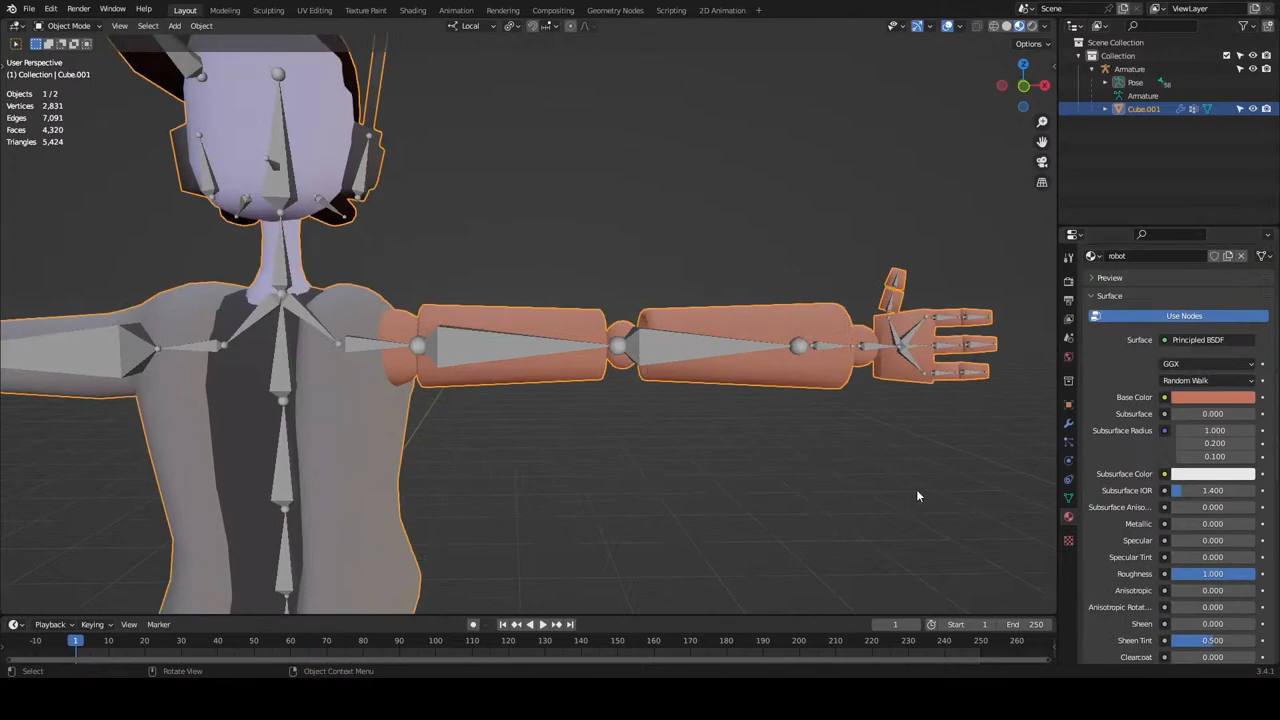 File Edit Render Window Help Layout Modeling Sculpting UV Editing Texture Paint Shading Animation Rendering Compositing Geometry Nodes Scripting 2D Animation + Scene ViewLayer
Object Mode View Select Add Object Local
Options
User Perspective
(1) Collection | Cube.001
Objects 1/2
Vertices 2,831
Edges 7,091
Faces 4,320
Triangles 5,424
Z
X
Scene Collection
Collection
Armature
Pose 58
Armature
Cube.001
robot
Preview
Surface
Use Nodes
Surface Principled BSDF
GGX
Random Walk
Base Color
Subsurface 0.000
Subsurface Radius 1.000
0.200
0.100
Subsurface Color
Subsurface IOR 1.400
Subsurface Aniso... 0.000
Metallic 0.000
Specular 0.000
Specular Tint 0.000
Roughness 1.000
Anisotropic 0.000
Anisotropic Rotat... 0.000
Sheen 0.000
Sheen Tint 0.500
Clearcoat 0.000
Playback Keying View Marker 1 Start 1 End 250
-10 1 10 20 30 40 50 60 70 80 90 100 110 120 130 140 150 160 170 180 190 200 210 220 230 240 250 260
Select Rotate View Object Context Menu 3.4.1